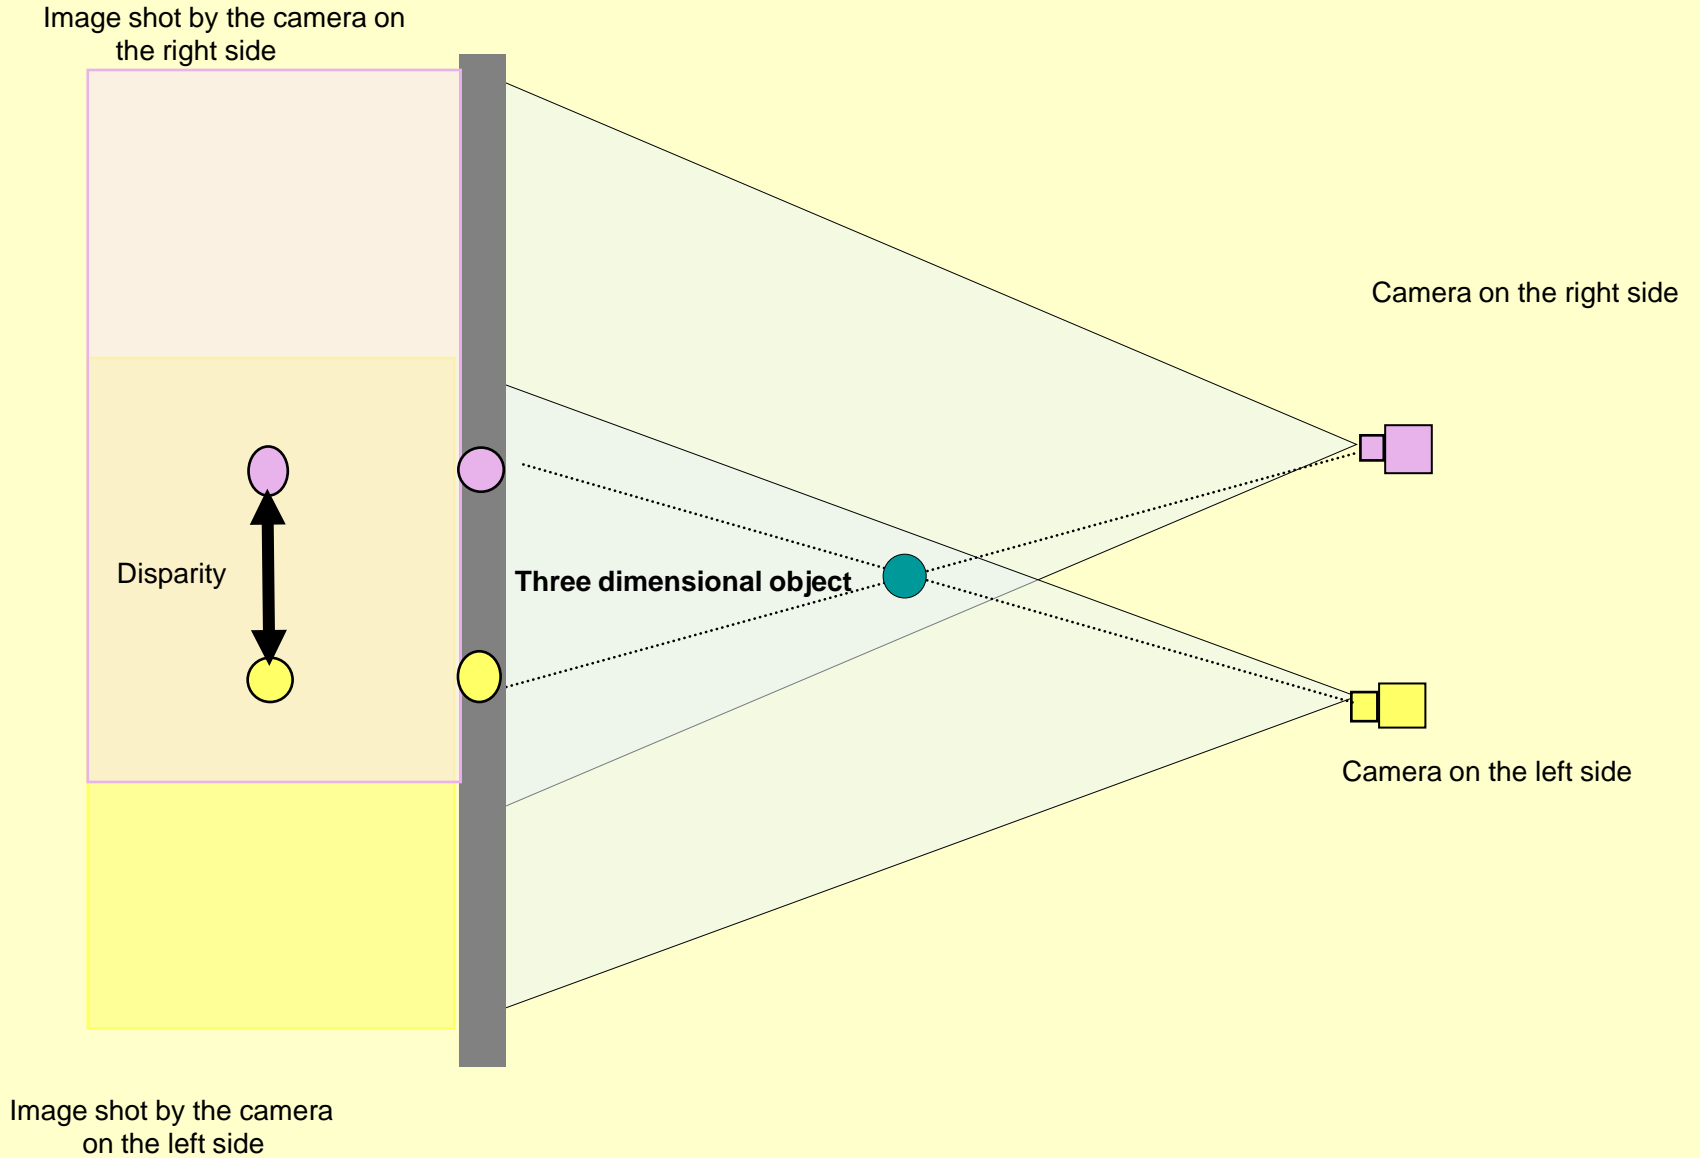 Image shot by the camera on
the right side
Camera on the right side
Disparity
Three dimensional object
Camera on the left side
Image shot by the camera
on the left side